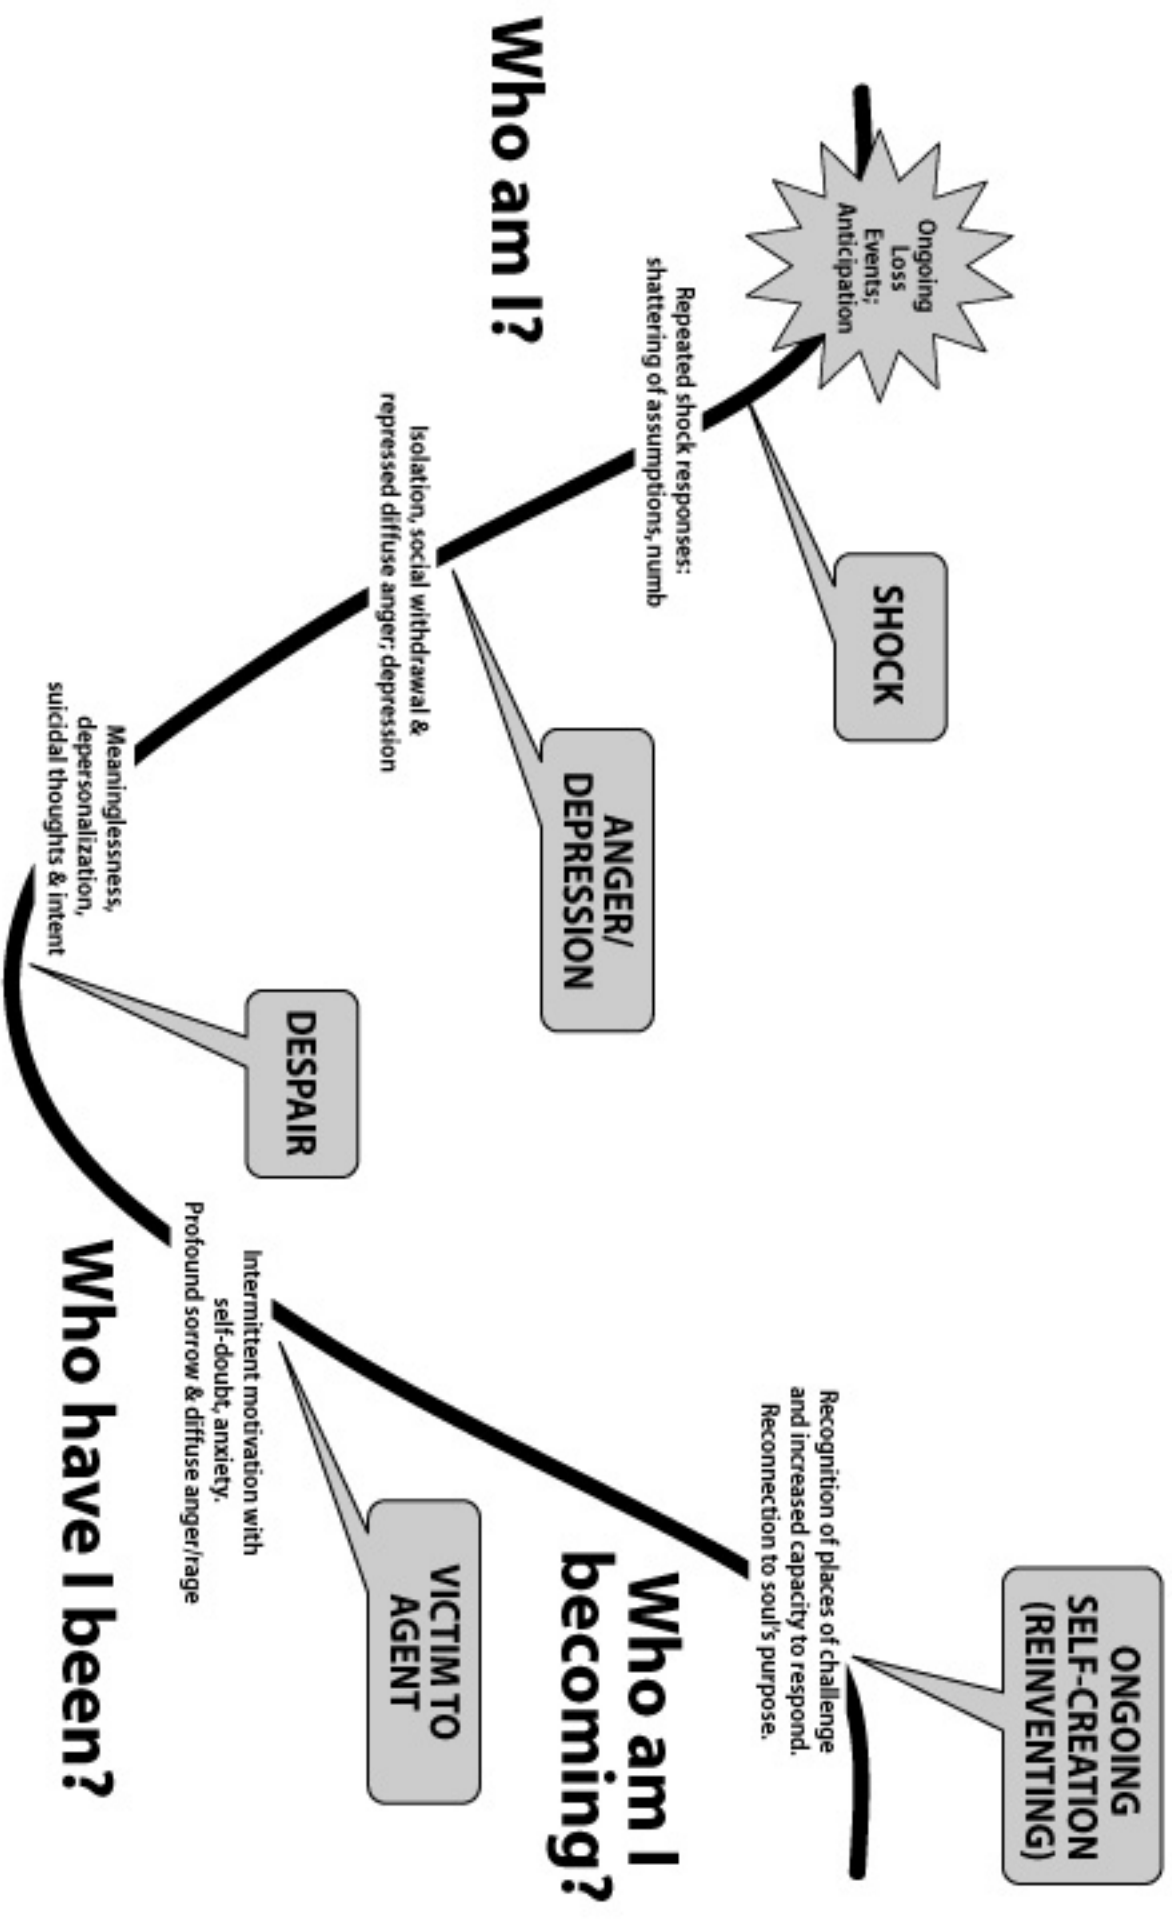 Ongoing
Loss
Events;
Anticipation
SHOCK
Repeated shock responses:
shattering of assumptions, numb
Who am I?
ANGER/
DEPRESSION
Isolation, social withdrawal &
repressed diffuse anger; depression
DESPAIR
Meaninglessness,
depersonalization,
suicidal thoughts & intent
Intermittent motivation with
self-doubt, anxiety.
Profound sorrow & diffuse anger/rage
VICTIM TO
AGENT
Who have I been?
ONGOING
SELF-CREATION
(REINVENTING)
Recognition of places of challenge
and increased capacity to respond.
Reconnection to soul's purpose.
Who am I
becoming?